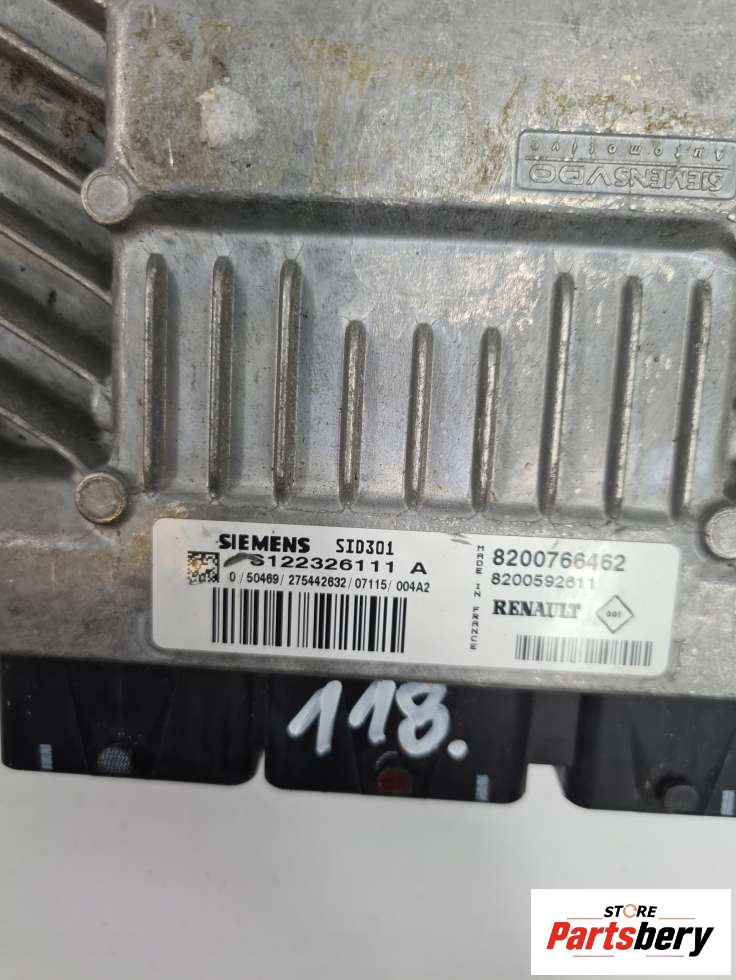 SIEMENSVDO
Automotive
SIEMENS SID301
S122326111 A
0/50469/275442632/07115/004A2
MADE IN FRANCE
8200766462
8200592611
RENAULT
001
118.
STORE
Partsbery